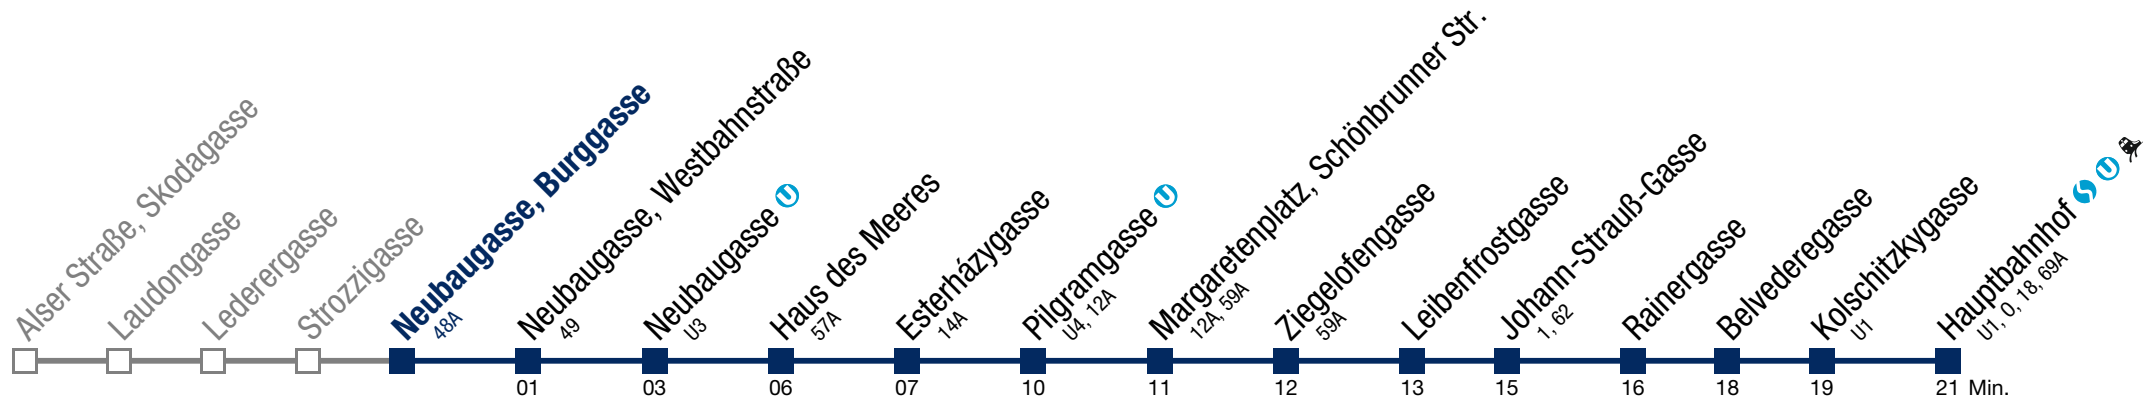 Alser Straße, Skodagasse
Laudongasse
Lederergasse
Strozzigasse
Neubaugasse, Burggasse
48A
Neubaugasse, Westbahnstraße
49
01
Neubaugasse U
U3
03
Haus des Meeres
57A
06
Esterházygasse
14A
07
Pilgramgasse U
U4, 12A
10
Margaretenplatz, Schönbrunner Str.
12A, 59A
11
Ziegelofengasse
59A
12
Leibenfrostgasse
13
Johann-Strauß-Gasse
1, 62
15
Rainergasse
16
Belvederegasse
18
Kolschitzkygasse
U1
19
Hauptbahnhof S U
U1, 0, 18, 69A
21 Min.